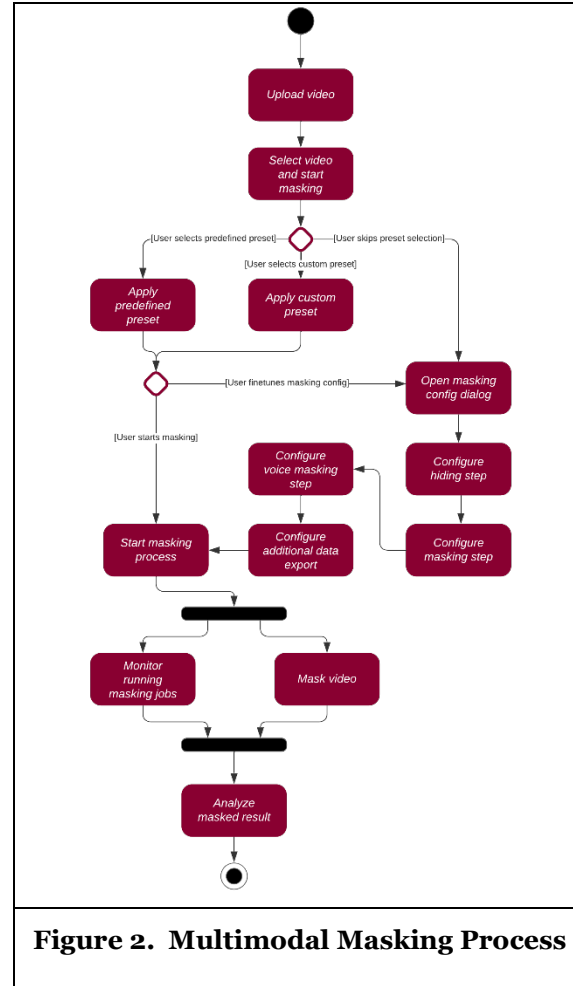 Upload video
Select video
and start
masking
[User selects predefined preset]
[User skips preset selection]
[User selects custom preset]
Apply
predefined
preset
Apply custom
preset
[User finetunes masking config]
Open masking
config dialog
[User starts masking]
Configure
voice masking
step
Configure
hiding step
Start masking
process
Configure
additional data
export
Configure
masking step
Monitor
running
masking jobs
Mask video
Analyze
masked result
Figure 2.  Multimodal Masking Process